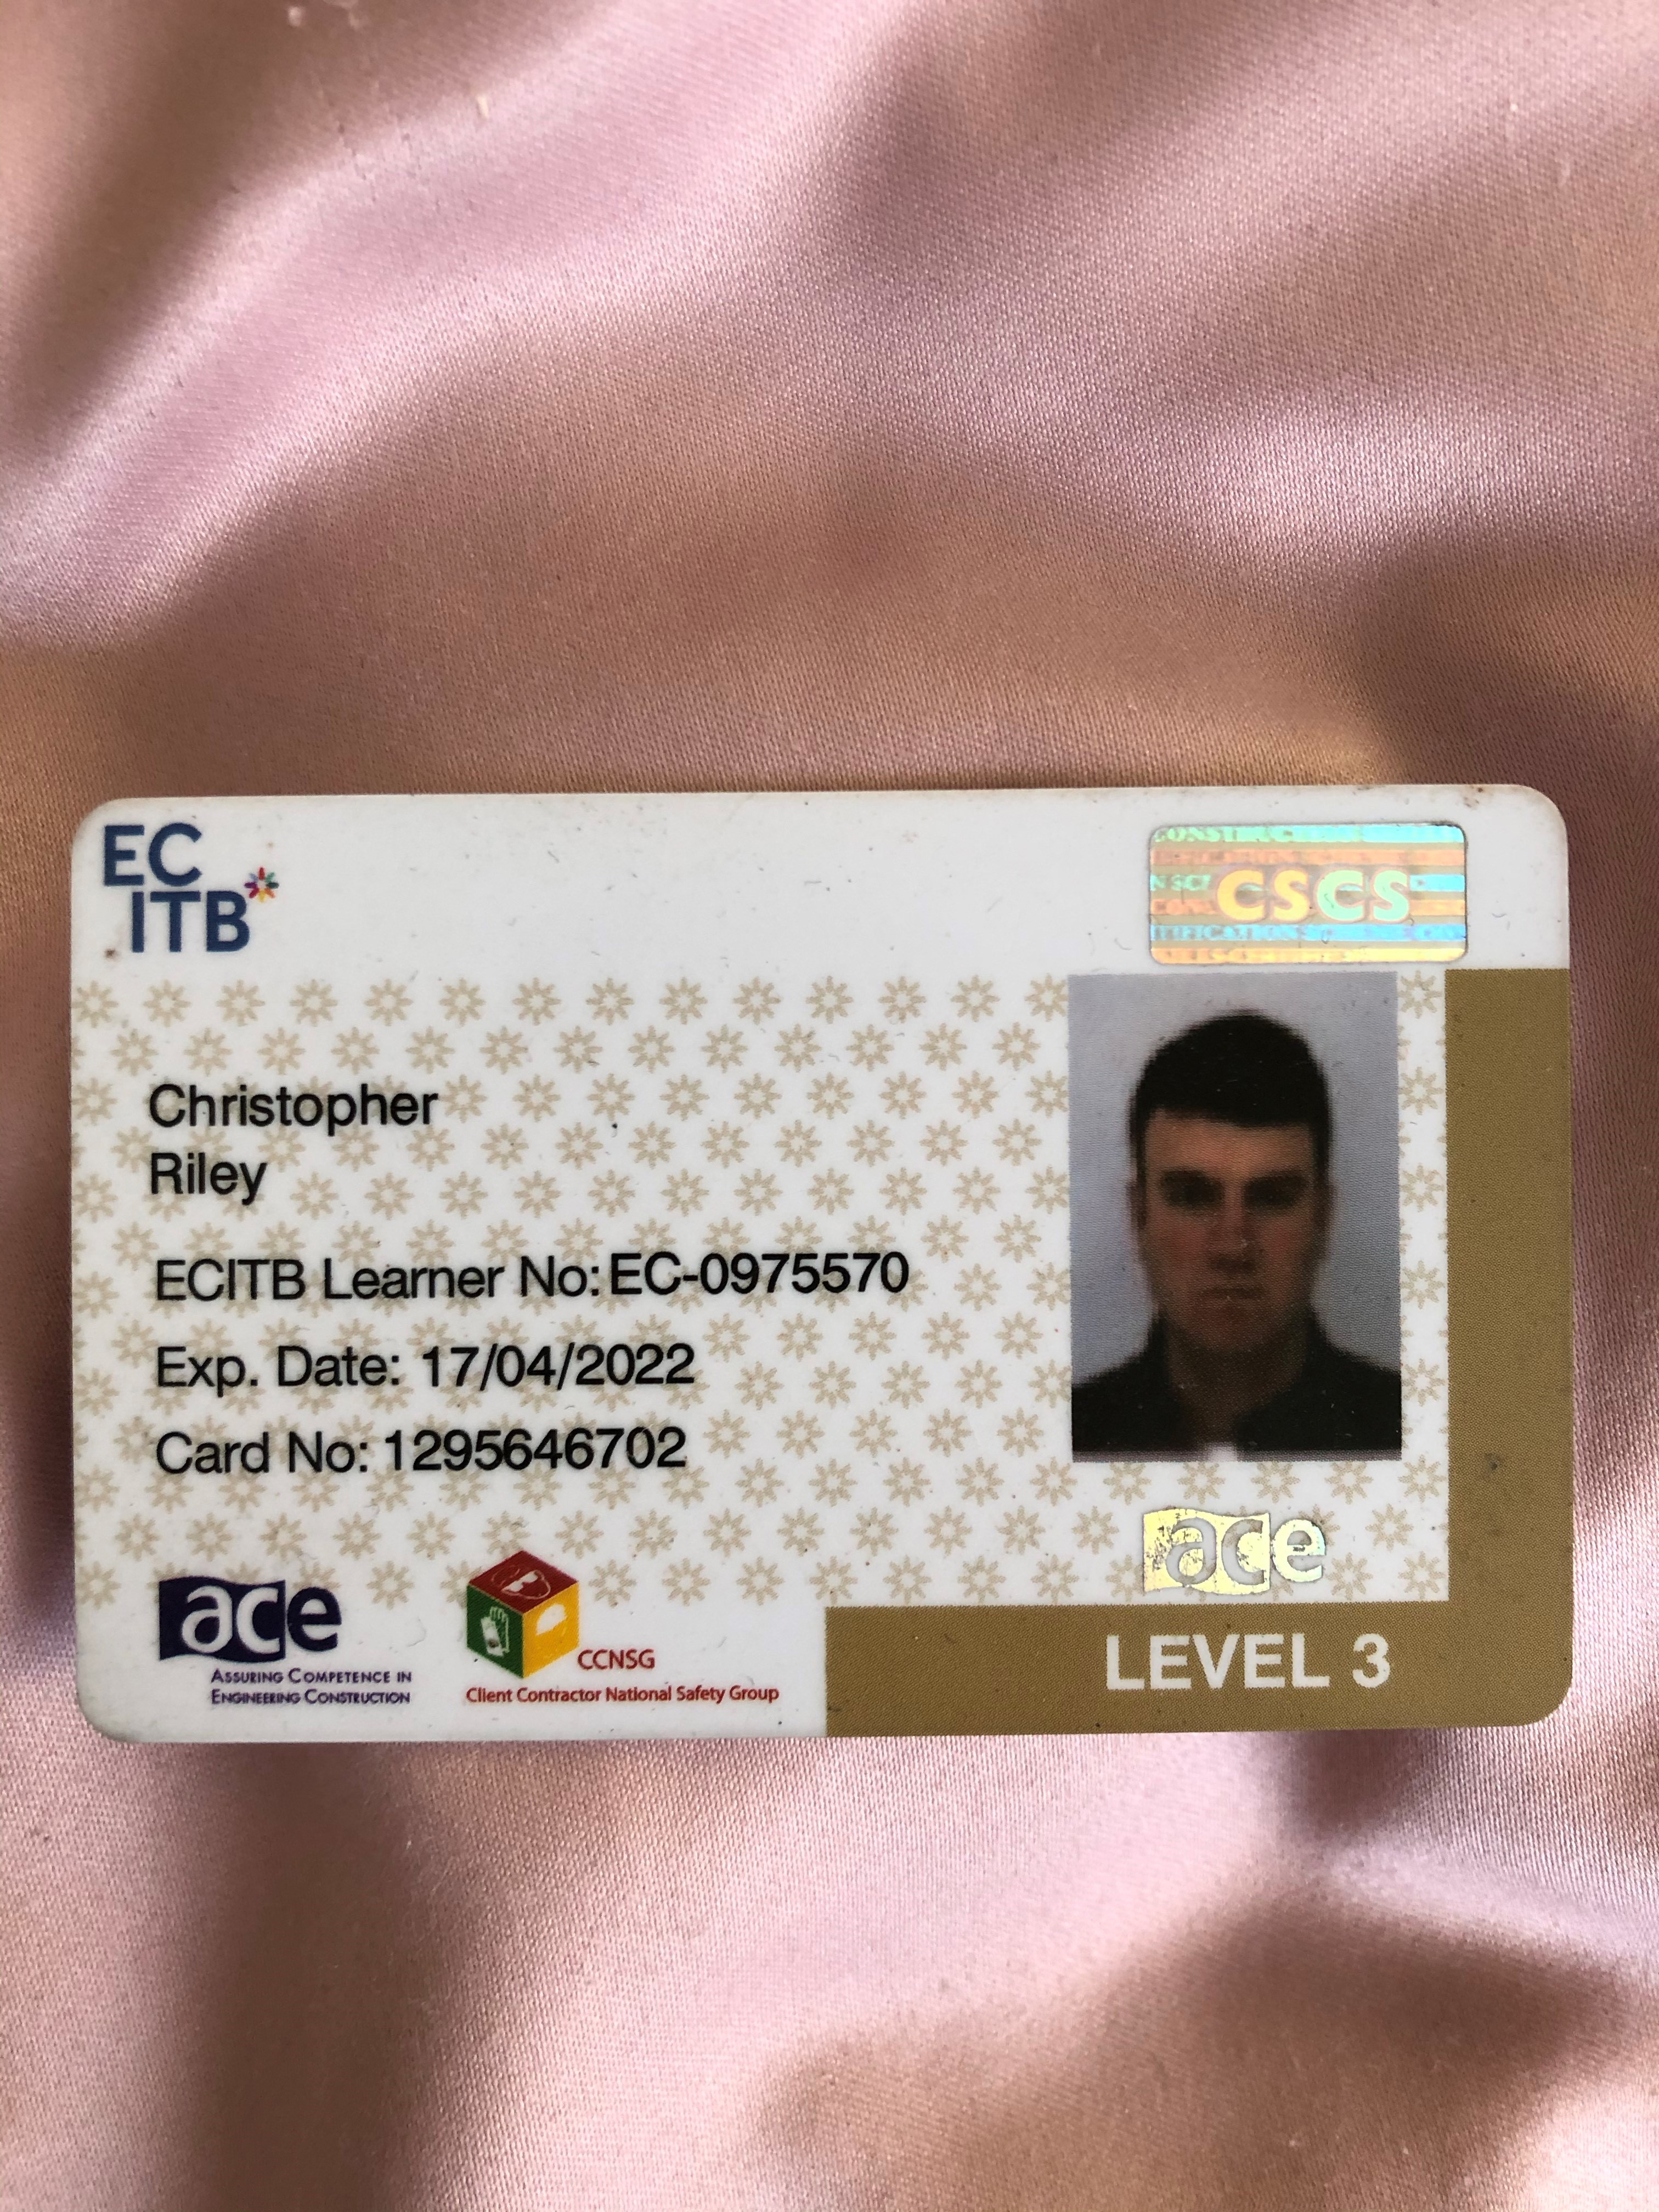 EC
ITB
CSCS
Christopher
Riley
ECITB Learner No: EC-0975570
Exp. Date: 17/04/2022
Card No: 1295646702
ace
ace
ASSURING COMPETENCE IN
ENGINEERING CONSTRUCTION
CCNSG
Client Contractor National Safety Group
LEVEL 3